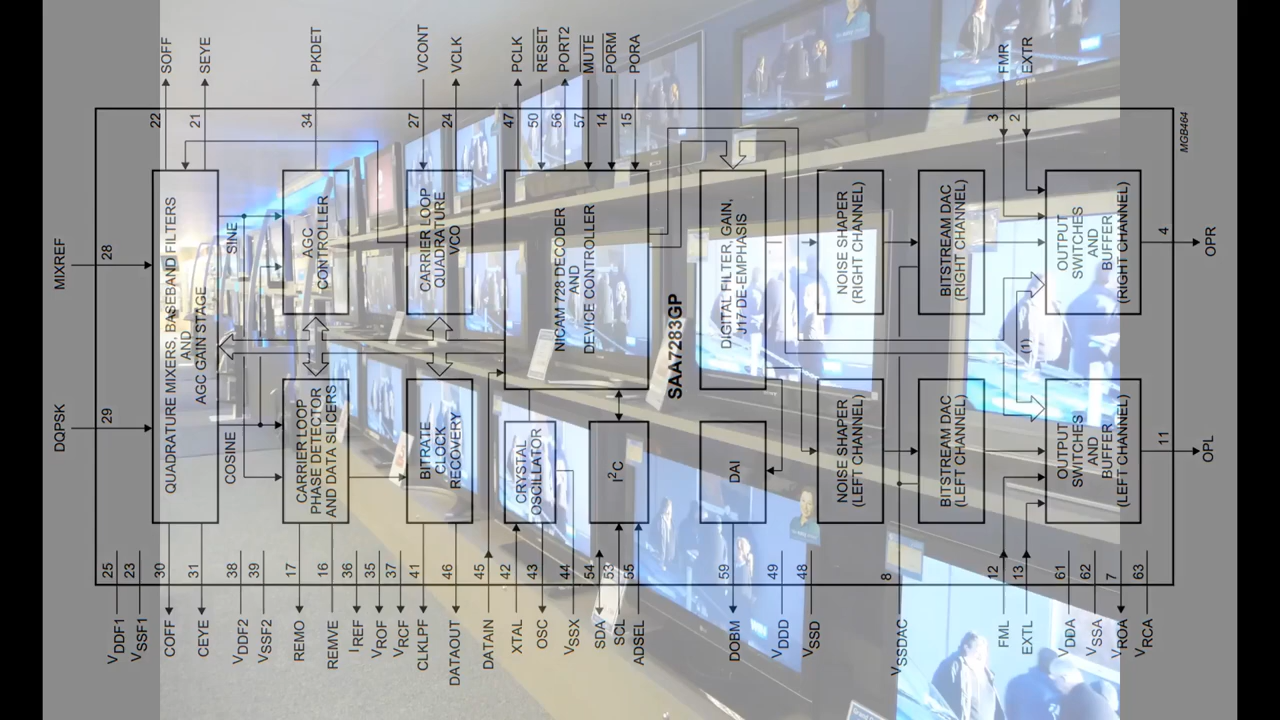 SOFF
SEYE
PKDET
VCONT
VCLK
PCLK
RESET
PORT2
MUTE
PORM
PORA
FMR
EXTR
22
21
34
27
24
47
50
56
57
14
15
3
2
MGB464
MIXREF
28
DQPSK
29
QUADRATURE MIXERS, BASEBAND FILTERS
AND
AGC GAIN STAGE
SINE
COSINE
AGC
CONTROLLER
CARRIER LOOP
PHASE DETECTOR
AND DATA SLICERS
CARRIER LOOP
QUADRATURE
VCO
BITRATE
CLOCK
RECOVERY
NICAM 728 DECODER
AND
DEVICE CONTROLLER
CRYSTAL
OSCILLATOR
I²C
SAA7283GP
DIGITAL FILTER, GAIN,
J17 DE-EMPHASIS
DAI
NOISE SHAPER
(RIGHT CHANNEL)
NOISE SHAPER
(LEFT CHANNEL)
BITSTREAM DAC
(RIGHT CHANNEL)
BITSTREAM DAC
(LEFT CHANNEL)
(1)
OUTPUT
SWITCHES
AND
BUFFER
(RIGHT CHANNEL)
OUTPUT
SWITCHES
AND
BUFFER
(LEFT CHANNEL)
4
OPR
11
OPL
25
23
30
31
38
39
17
16
36
35
37
41
46
45
42
43
44
54
53
55
59
49
48
8
12
13
61
62
7
63
VDDF1
VSSF1
COFF
CEYE
VDDF2
VSSF2
REMO
REMVE
IREF
VROF
VRCF
CLKLPF
DATAOUT
DATAIN
XTAL
OSC
VSSX
SDA
SCL
ADSEL
DOBM
VDDD
VSSD
VSSDAC
FML
EXTL
VDDA
VSSA
VROA
VRCA